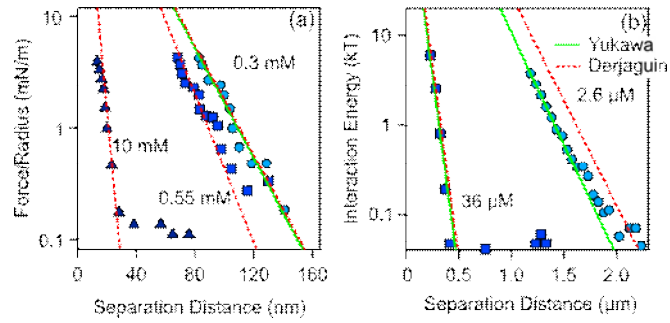 (a)
(b)
10
1
0.1
0
40
80
120
160
Force/Radius (mN/m)
Separation Distance (nm)
0.3 mM
10 mM
0.55 mM
10
1
0.1
0.0
0.5
1.0
1.5
2.0
Interaction Energy (kT)
Separation Distance (μm)
Yukawa
Derjaguin
2.6 μM
36 μM